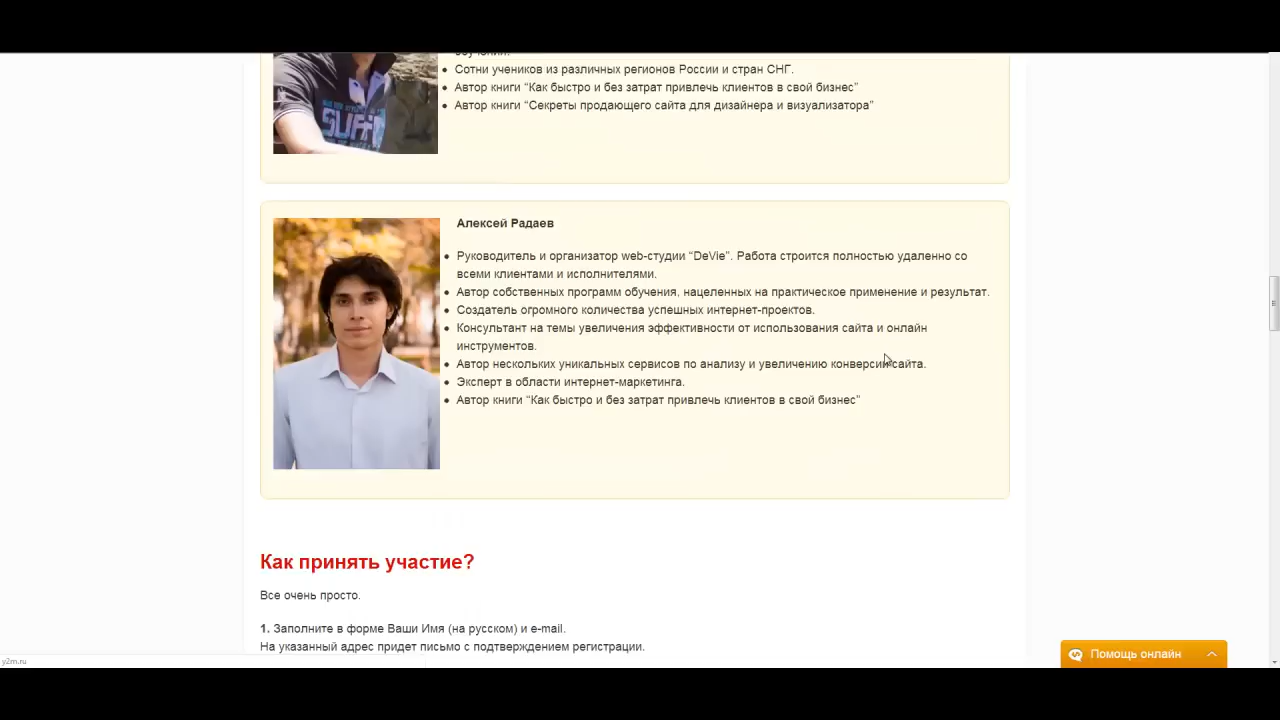 Сотни учеников из различных регионов России и стран СНГ.
Автор книги “Как быстро и без затрат привлечь клиентов в свой бизнес”
Автор книги “Секреты продающего сайта для дизайнера и визуализатора”
Алексей Радаев
Руководитель и организатор web-студии “DeVie”. Работа строится полностью удаленно со
всеми клиентами и исполнителями.
Автор собственных программ обучения, нацеленных на практическое применение и результат.
Создатель огромного количества успешных интернет-проектов.
Консультант на темы увеличения эффективности от использования сайта и онлайн
инструментов.
Автор нескольких уникальных сервисов по анализу и увеличению конверсии сайта.
Эксперт в области интернет-маркетинга.
Автор книги “Как быстро и без затрат привлечь клиентов в свой бизнес”
Как принять участие?
Все очень просто.
1. Заполните в форме Ваши Имя (на русском) и e-mail.
На указанный адрес придет письмо с подтверждением регистрации.
Помощь онлайн
y2m.ru